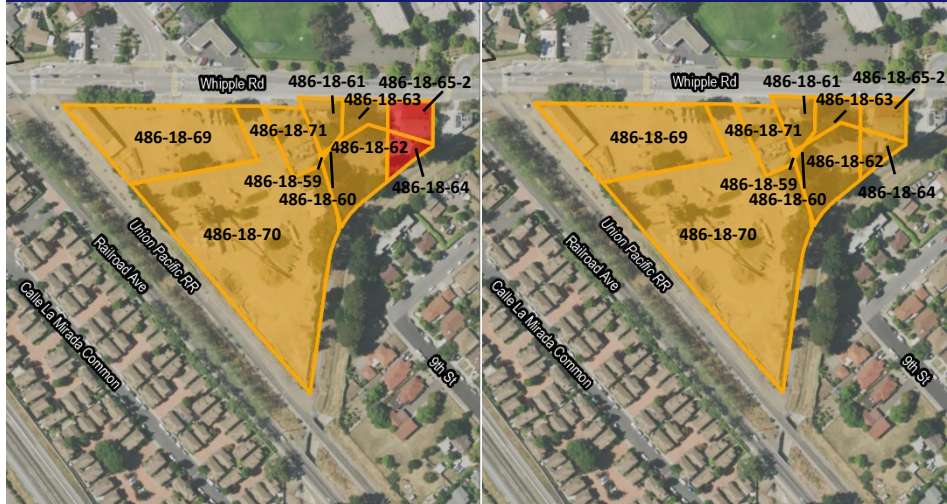 Whipple Rd
486-18-61
486-18-65-2
486-18-63
486-18-69
486-18-71
486-18-62
486-18-59
486-18-64
486-18-60
486-18-70
Union Pacific RR
Railroad Ave
Calle La Mirada Common
9th St
Whipple Rd
486-18-61
486-18-65-2
486-18-63
486-18-69
486-18-71
486-18-62
486-18-59
486-18-64
486-18-60
486-18-70
Union Pacific RR
Railroad Ave
Calle La Mirada Common
9th St